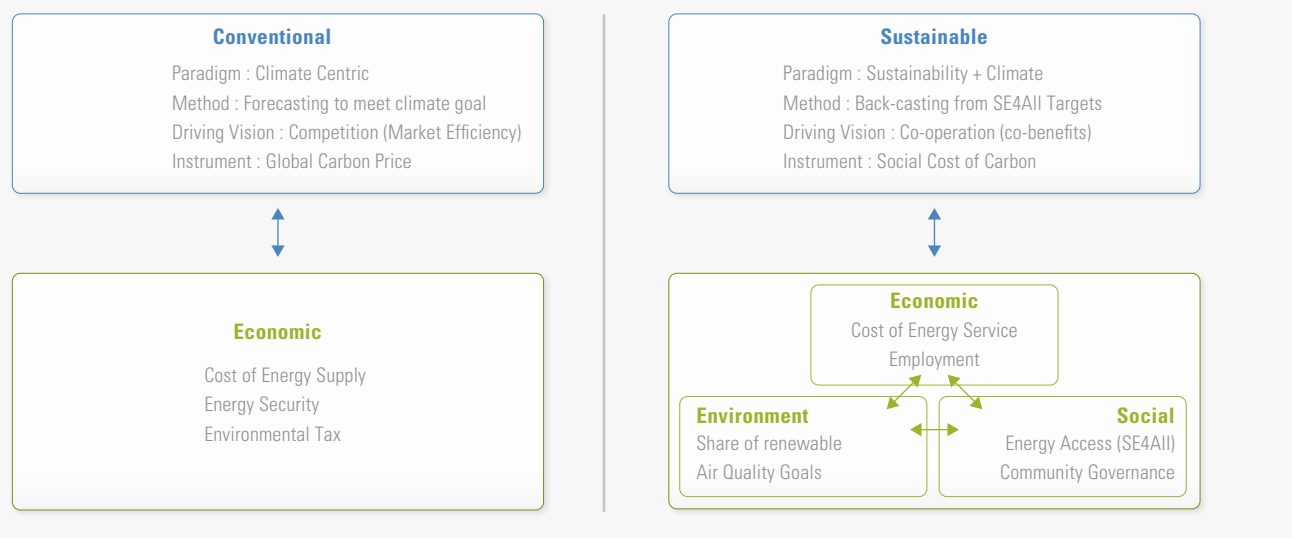 Conventional
Paradigm : Climate Centric
Method : Forecasting to meet climate goal
Driving Vision : Competition (Market Efficiency)
Instrument : Global Carbon Price
Economic
Cost of Energy Supply
Energy Security
Environmental Tax
Sustainable
Paradigm : Sustainability + Climate
Method : Back-casting from SE4All Targets
Driving Vision : Co-operation (co-benefits)
Instrument : Social Cost of Carbon
Economic
Cost of Energy Service
Employment
Environment
Share of renewable
Air Quality Goals
Social
Energy Access (SE4All)
Community Governance